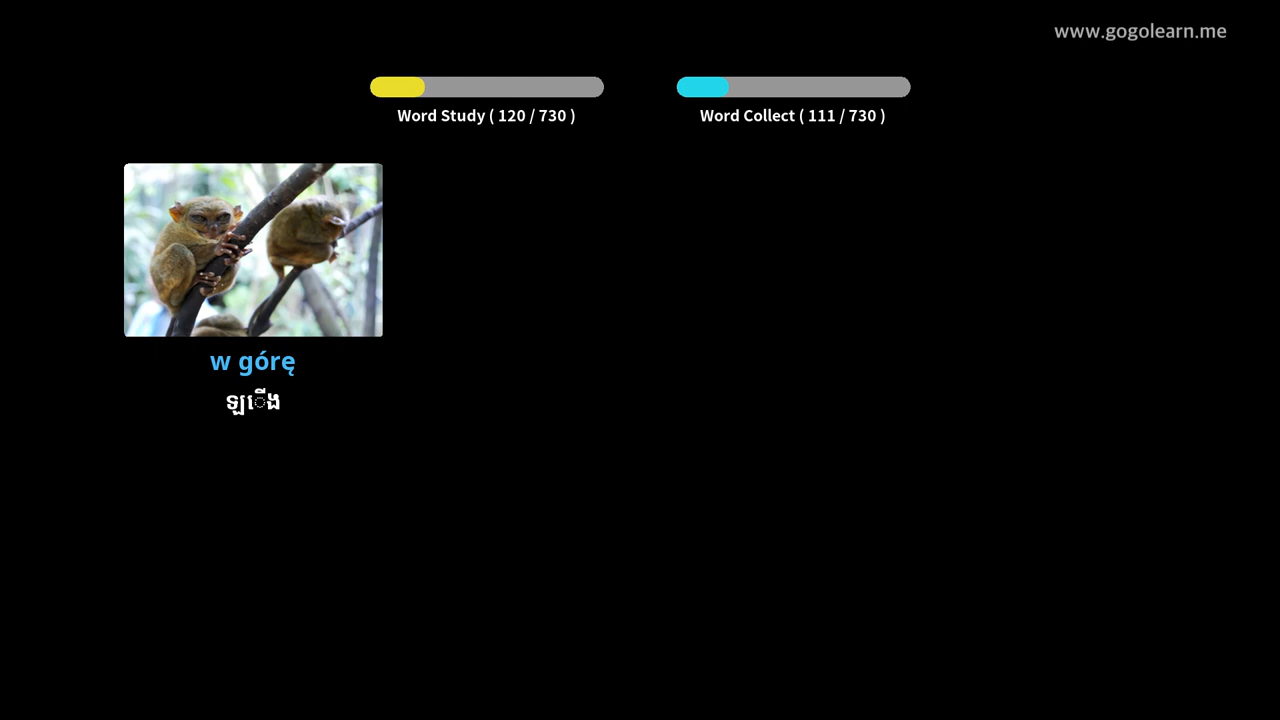 www.gogolearn.me
Word Study ( 120 / 730 )
Word Collect ( 111 / 730 )
w górę
ឡើង